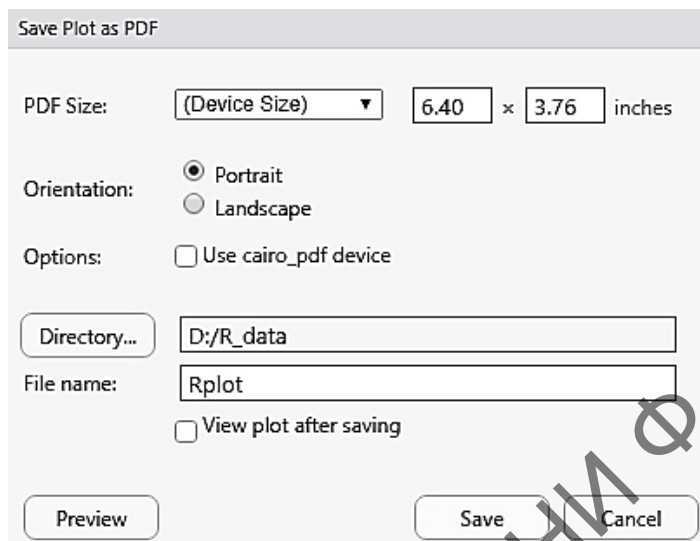 Save Plot as PDF
PDF Size: (Device Size) ▼ 6.40 × 3.76 inches
Portrait
Orientation:
Landscape
Options: Use cairo_pdf device
Directory... D:/R_data
File name: Rplot
View plot after saving
Preview Save Cancel